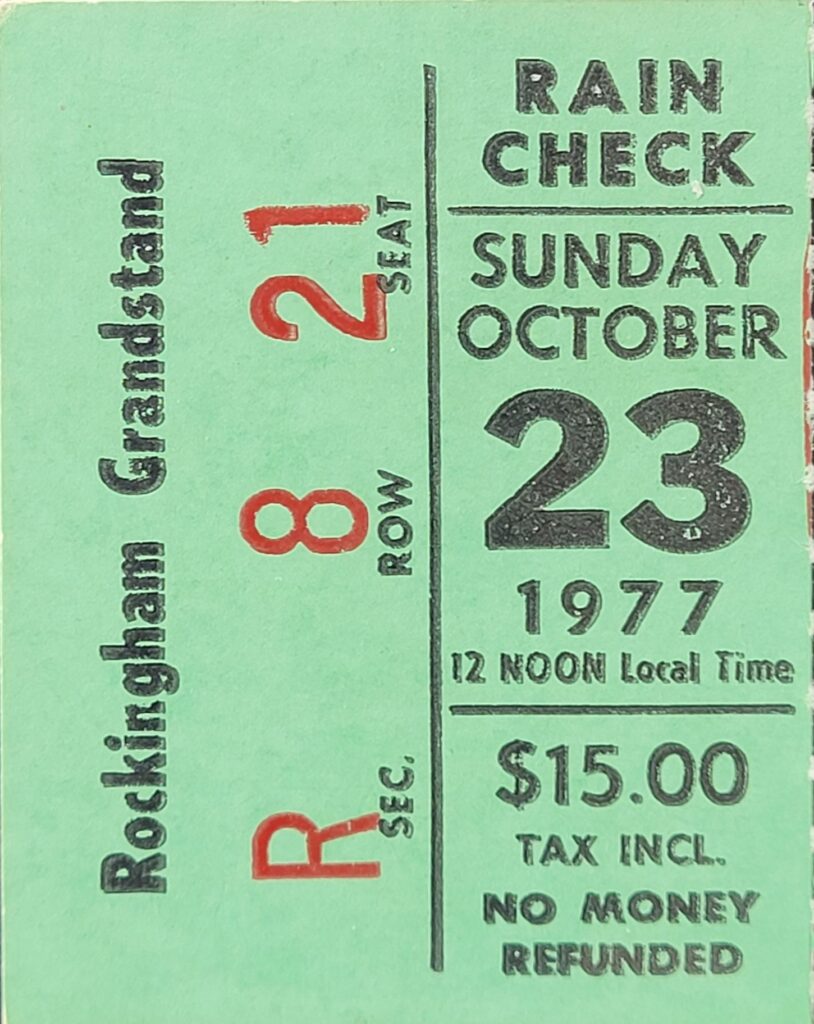 Rockingham Grandstand
R 8 21
SEC. ROW SEAT
RAIN
CHECK
SUNDAY
OCTOBER
23
1977
12 NOON Local Time
$15.00
TAX INCL.
NO MONEY
REFUNDED